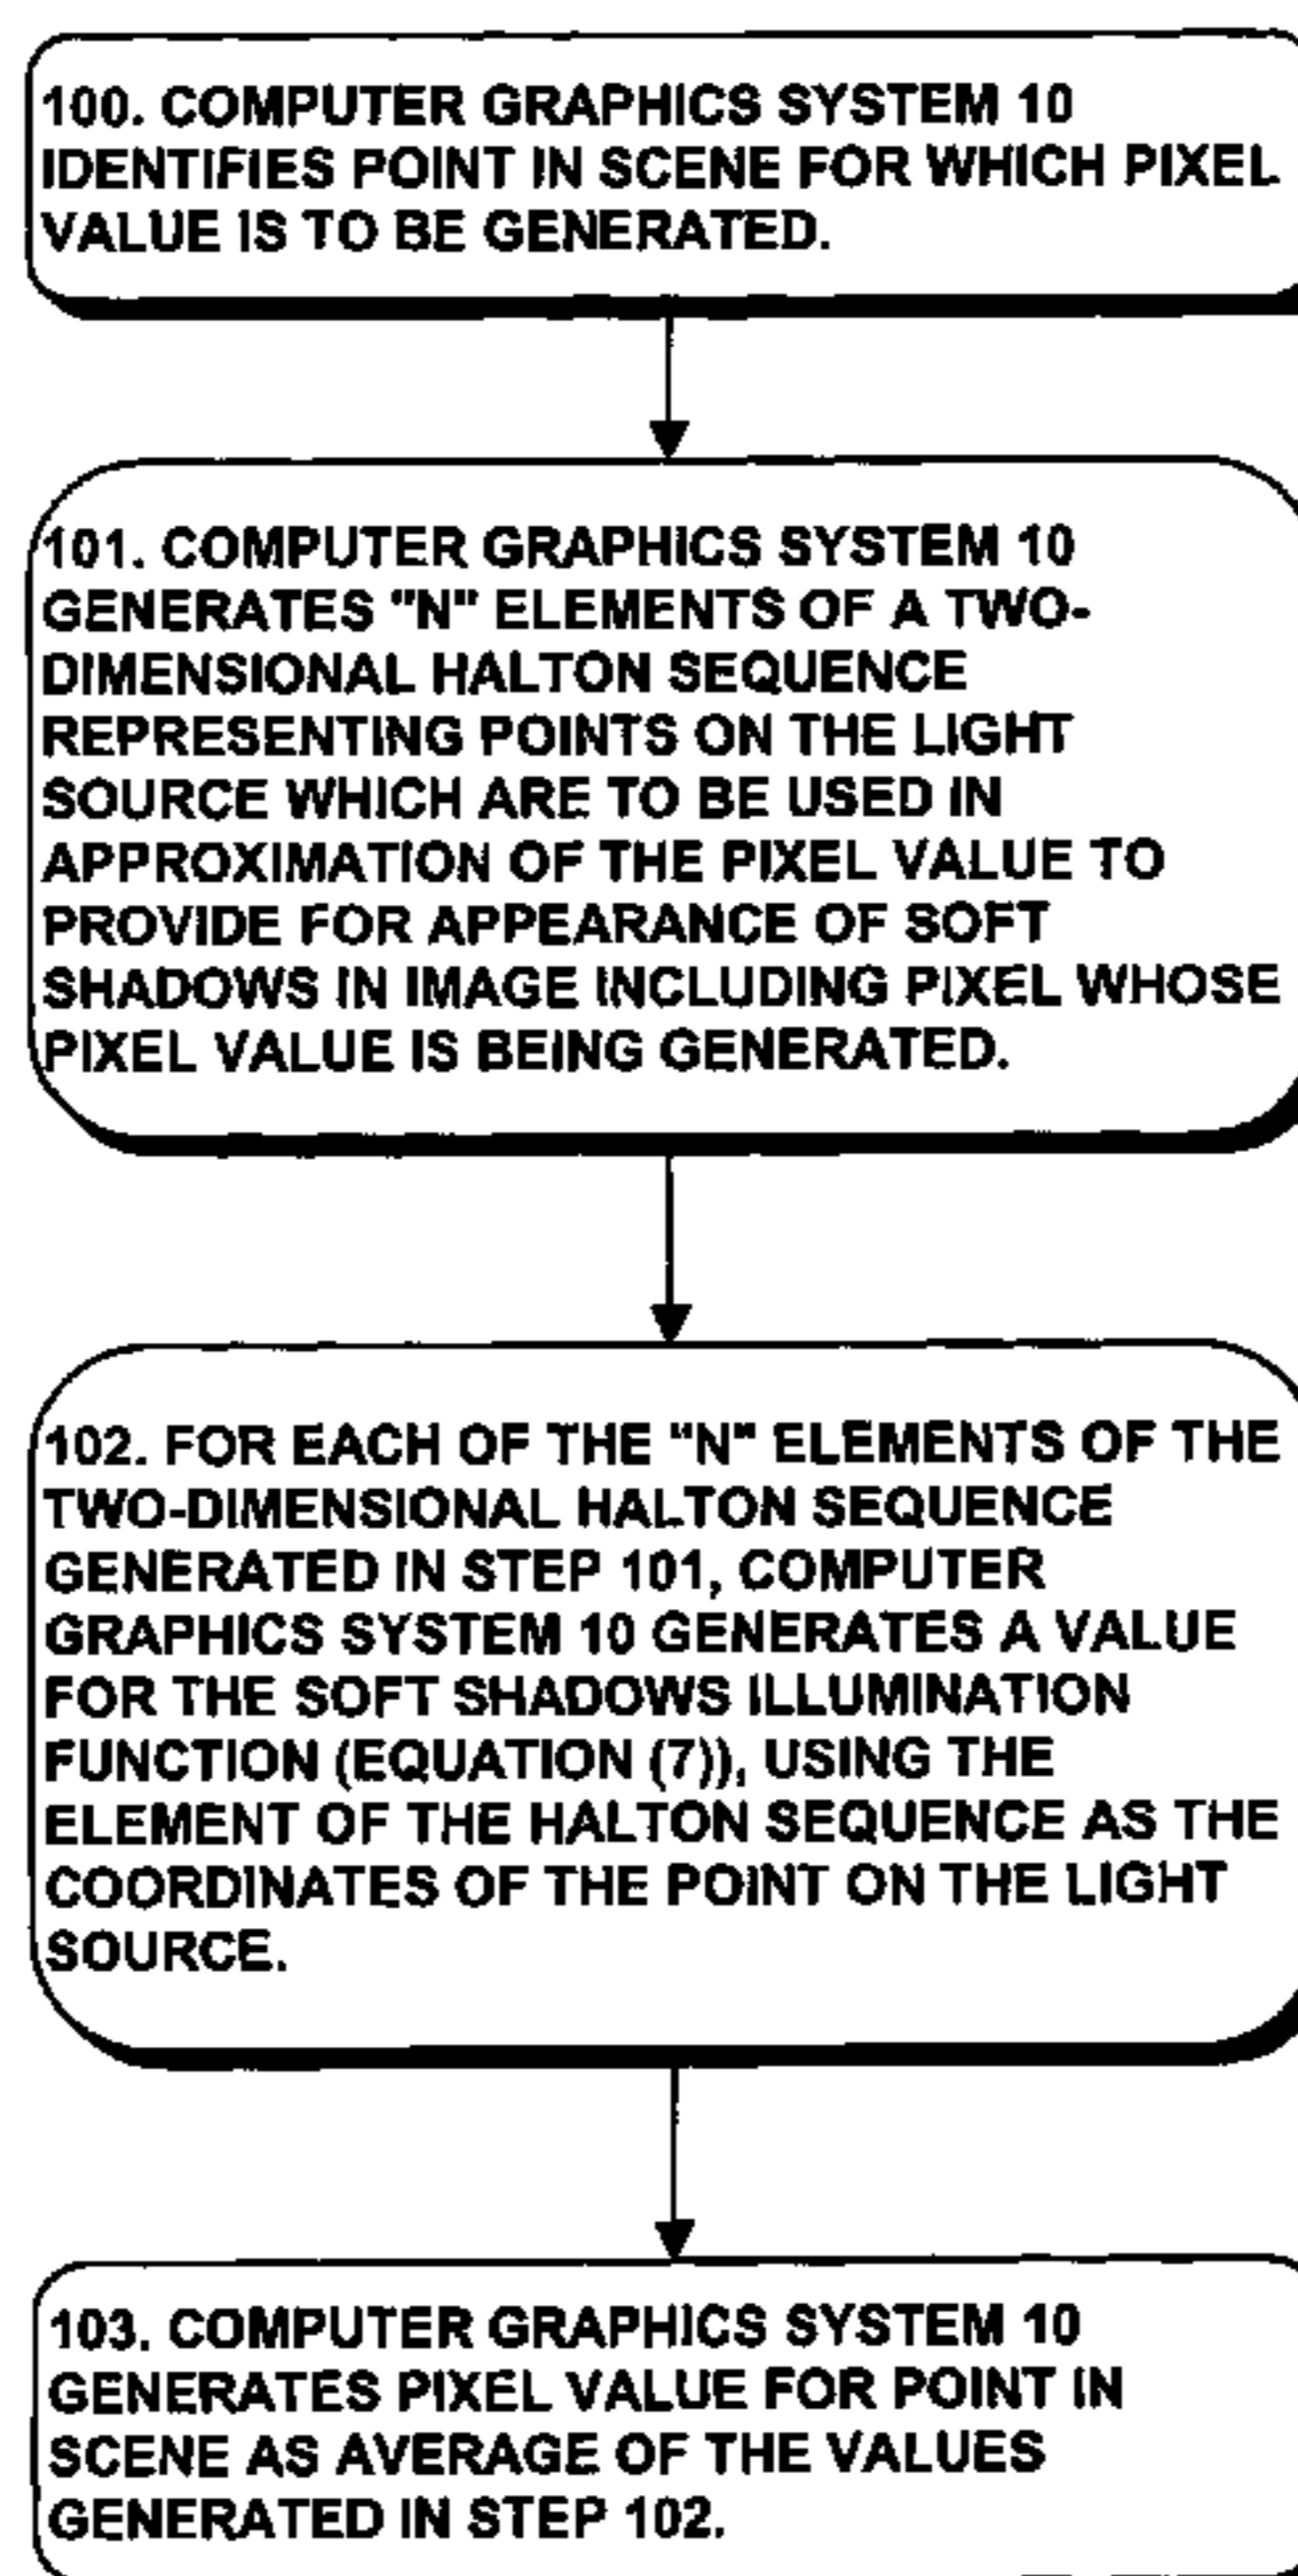 100. COMPUTER GRAPHICS SYSTEM 10
IDENTIFIES POINT IN SCENE FOR WHICH PIXEL
VALUE IS TO BE GENERATED.
101. COMPUTER GRAPHICS SYSTEM 10
GENERATES "N" ELEMENTS OF A TWO-
DIMENSIONAL HALTON SEQUENCE
REPRESENTING POINTS ON THE LIGHT
SOURCE WHICH ARE TO BE USED IN
APPROXIMATION OF THE PIXEL VALUE TO
PROVIDE FOR APPEARANCE OF SOFT
SHADOWS IN IMAGE INCLUDING PIXEL WHOSE
PIXEL VALUE IS BEING GENERATED.
102. FOR EACH OF THE "N" ELEMENTS OF THE
TWO-DIMENSIONAL HALTON SEQUENCE
GENERATED IN STEP 101, COMPUTER
GRAPHICS SYSTEM 10 GENERATES A VALUE
FOR THE SOFT SHADOWS ILLUMINATION
FUNCTION (EQUATION (7)), USING THE
ELEMENT OF THE HALTON SEQUENCE AS THE
COORDINATES OF THE POINT ON THE LIGHT
SOURCE.
103. COMPUTER GRAPHICS SYSTEM 10
GENERATES PIXEL VALUE FOR POINT IN
SCENE AS AVERAGE OF THE VALUES
GENERATED IN STEP 102.